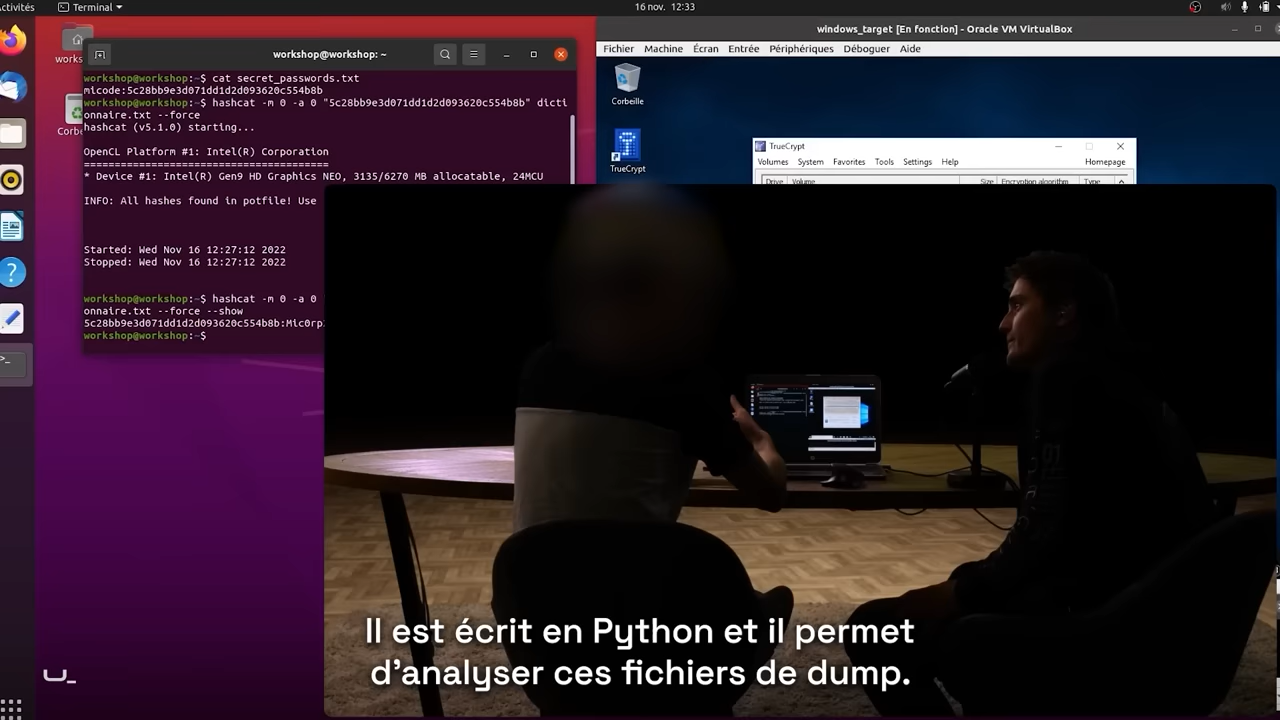 Activités
Terminal
16 nov. 12:33
works
workshop@workshop: ~
workshop@workshop:~$ cat secret_passwords.txt
micode:5c28bb9e3d071dd1d2d093620c554b8b
workshop@workshop:~$ hashcat -m 0 -a 0 "5c28bb9e3d071dd1d2d093620c554b8b" dicti
onnaire.txt --force
hashcat (v5.1.0) starting...
OpenCL Platform #1: Intel(R) Corporation
========================================
* Device #1: Intel(R) Gen9 HD Graphics NEO, 3135/6270 MB allocatable, 24MCU
INFO: All hashes found in potfile! Use
Started: Wed Nov 16 12:27:12 2022
Stopped: Wed Nov 16 12:27:12 2022
workshop@workshop:~$ hashcat -m 0 -a 0
onnaire.txt --force --show
5c28bb9e3d071dd1d2d093620c554b8b:Mic0rp
workshop@workshop:~$
Corbe
windows_target [En fonction] - Oracle VM VirtualBox
Fichier Machine Écran Entrée Périphériques Déboguer Aide
Corbeille
TrueCrypt
TrueCrypt
Volumes System Favorites Tools Settings Help Homepage
Drive Volume Size Encryption algorithm Type
Il est écrit en Python et il permet
d'analyser ces fichiers de dump.